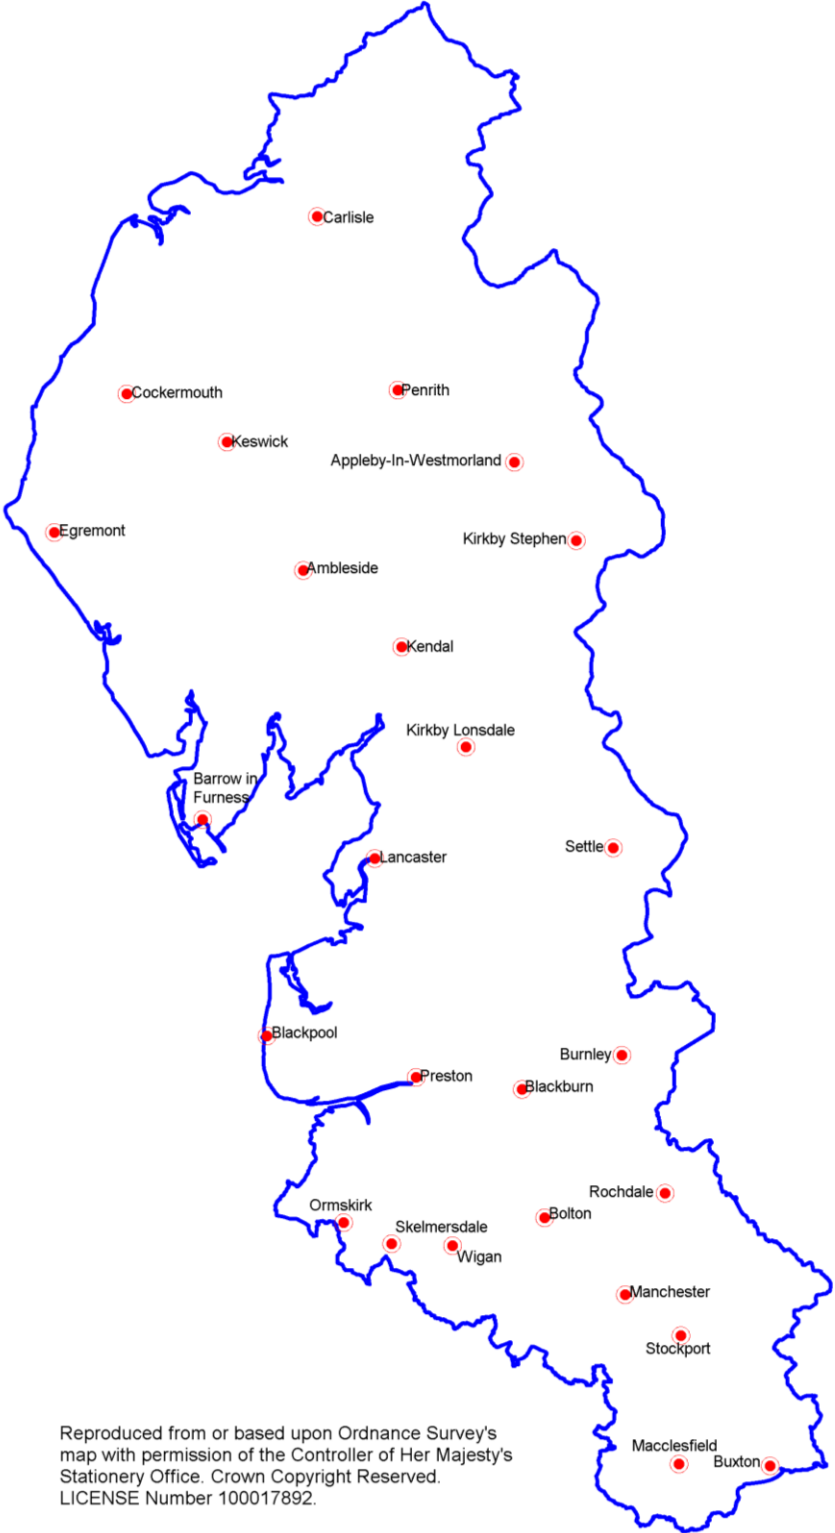 Carlisle
Penrith
Cockermouth
Keswick
Appleby-In-Westmorland
Egremont
Kirkby Stephen
Ambleside
Kendal
Kirkby Lonsdale
Barrow in
Furness
Settle
Lancaster
Blackpool
Burnley
Preston
Blackburn
Rochdale
Ormskirk
Bolton
Skelmersdale
Wigan
Manchester
Stockport
Macclesfield
Buxton
Reproduced from or based upon Ordnance Survey's
map with permission of the Controller of Her Majesty's
Stationery Office. Crown Copyright Reserved.
LICENSE Number 100017892.